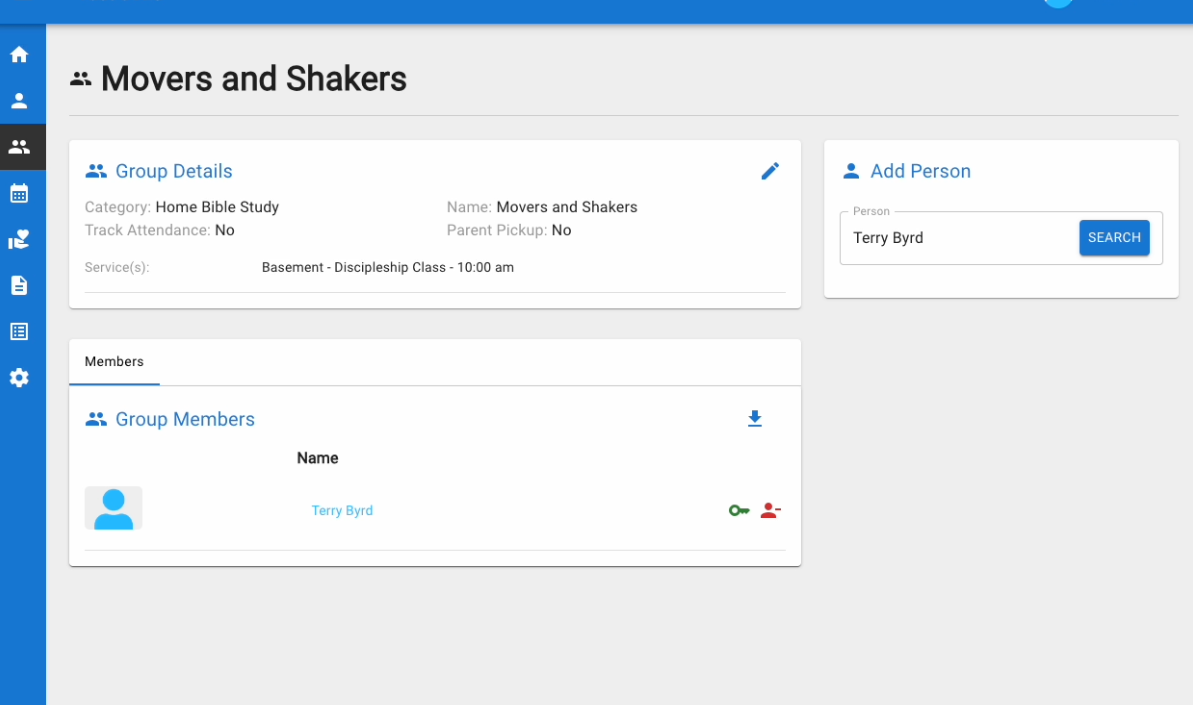 Movers and Shakers
Group Details
Category: Home Bible Study
Name: Movers and Shakers
Track Attendance: No
Parent Pickup: No
Service(s):
Basement - Discipleship Class - 10:00 am
Add Person
Person
Terry Byrd
SEARCH
Members
Group Members
Name
Terry Byrd